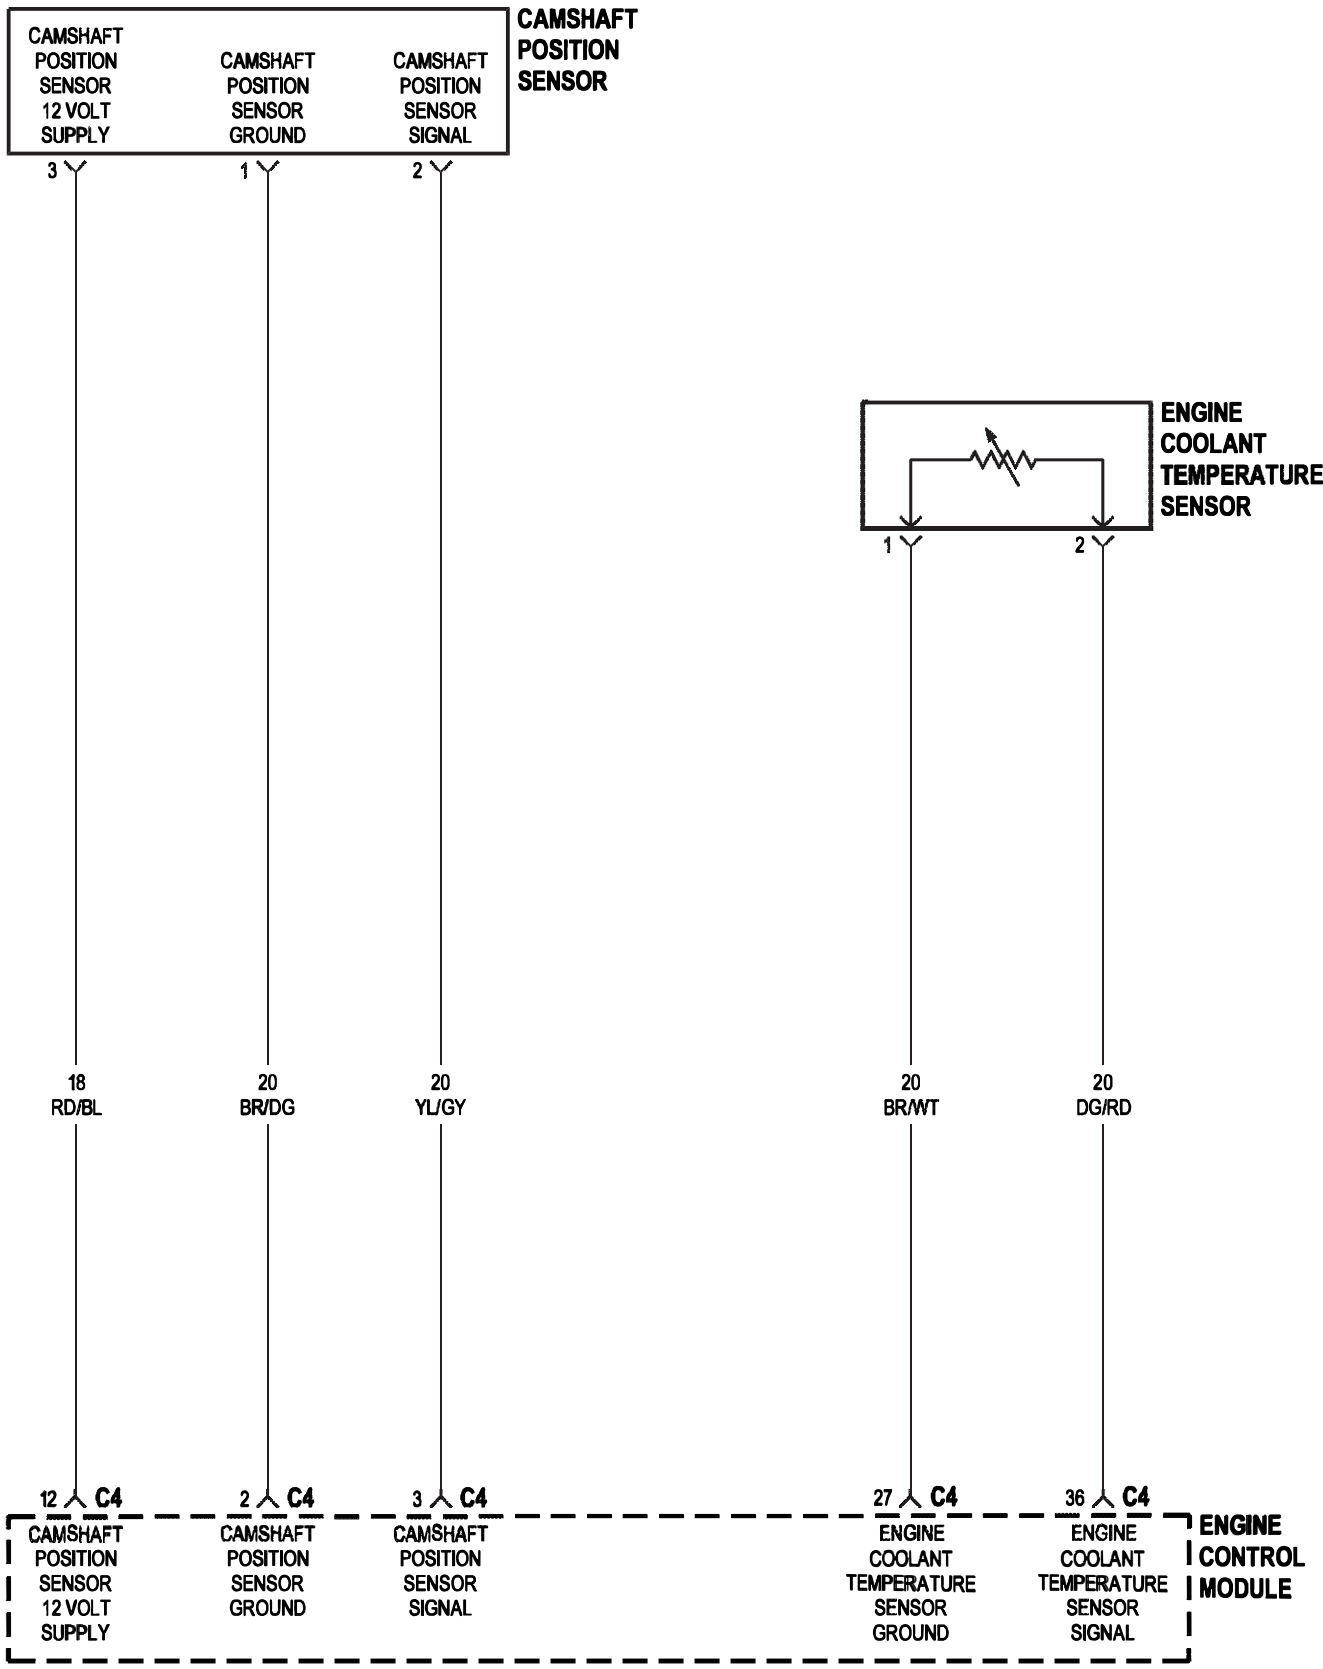 CAMSHAFT
POSITION
SENSOR
12 VOLT
SUPPLY
CAMSHAFT
POSITION
SENSOR
GROUND
CAMSHAFT
POSITION
SENSOR
SIGNAL
CAMSHAFT
POSITION
SENSOR
3
1
2
ENGINE
COOLANT
TEMPERATURE
SENSOR
1
2
18
RD/BL
20
BR/DG
20
YL/GY
20
BR/WT
20
DG/RD
12 C4
2 C4
3 C4
27 C4
36 C4
CAMSHAFT
POSITION
SENSOR
12 VOLT
SUPPLY
CAMSHAFT
POSITION
SENSOR
GROUND
CAMSHAFT
POSITION
SENSOR
SIGNAL
ENGINE
COOLANT
TEMPERATURE
SENSOR
GROUND
ENGINE
COOLANT
TEMPERATURE
SENSOR
SIGNAL
ENGINE
CONTROL
MODULE